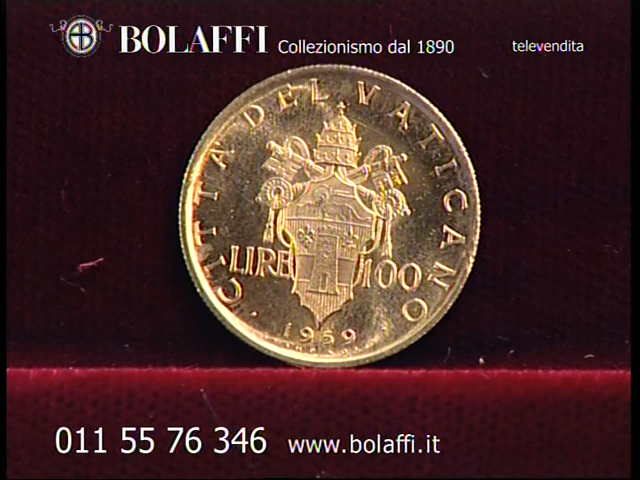 BOLAFFI Collezionismo dal 1890
televendita
CITTA DEL VATICANO
LIRE 100
1959
011 55 76 346 www.bolaffi.it